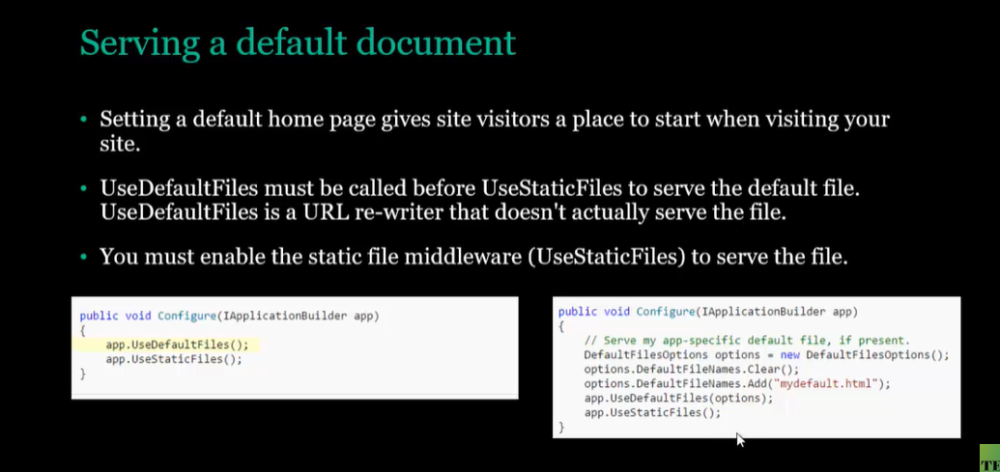 Serving a default document
• Setting a default home page gives site visitors a place to start when visiting your
site.
• UseDefaultFiles must be called before UseStaticFiles to serve the default file.
UseDefaultFiles is a URL re-writer that doesn't actually serve the file.
• You must enable the static file middleware (UseStaticFiles) to serve the file.
public void Configure(IApplicationBuilder app)
{
app.UseDefaultFiles();
app.UseStaticFiles();
}
public void Configure(IApplicationBuilder app)
{
// Serve my app-specific default file, if present.
DefaultFilesOptions options = new DefaultFilesOptions();
options.DefaultFileNames.Clear();
options.DefaultFileNames.Add("mydefault.html");
app.UseDefaultFiles(options);
app.UseStaticFiles();
}